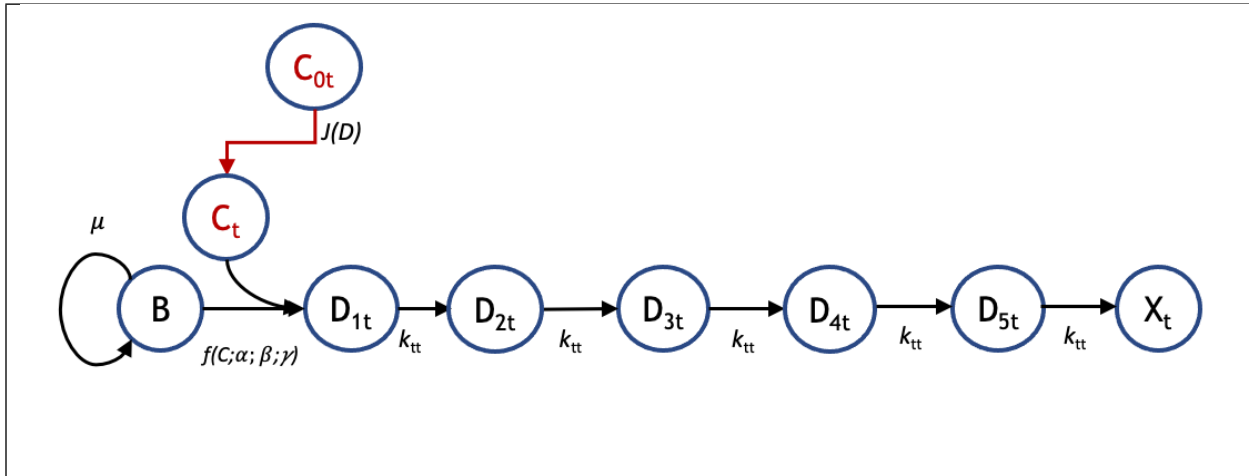 C0t
J(D)
Ct
μ
B
D1t
D2t
D3t
D4t
D5t
Xt
f(C;α; β;γ)
ktt
ktt
ktt
ktt
ktt